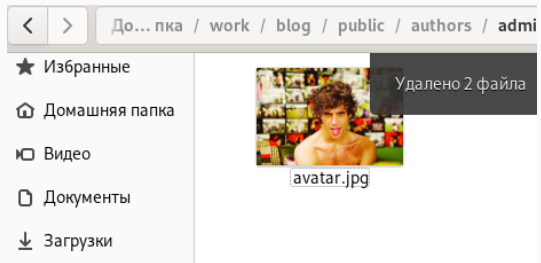 До... пка / work / blog / public / authors / admi
Избранные
Удалено 2 файла
Домашняя папка
Видео
avatar.jpg
Документы
Загрузки